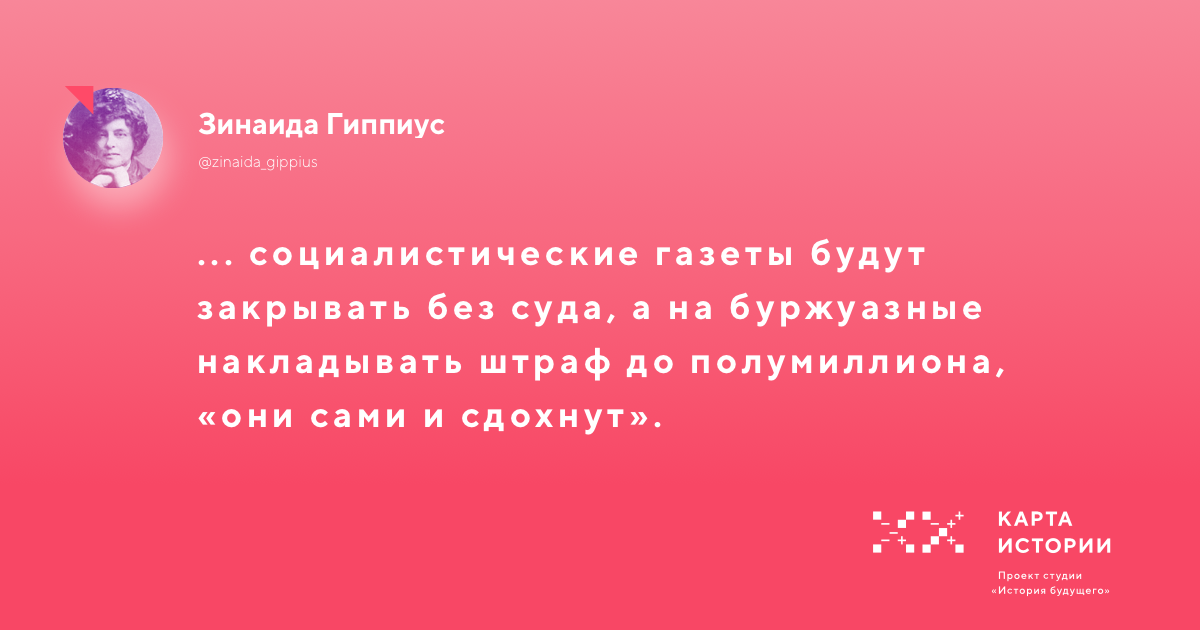 Зинаида Гиппиус
@zinaida_gippius
... социалистические газеты будут
закрывать без суда, а на буржуазные
накладывать штраф до полумиллиона,
«они сами и сдохнут».
КАРТА
ИСТОРИИ
Проект студии
«История будущего»